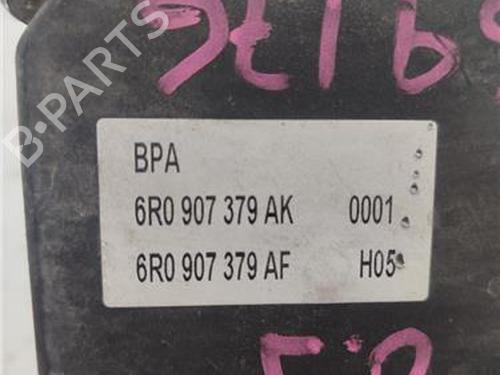 B-PARTS
BPA
6R0 907 379 AK 0001
6R0 907 379 AF H05